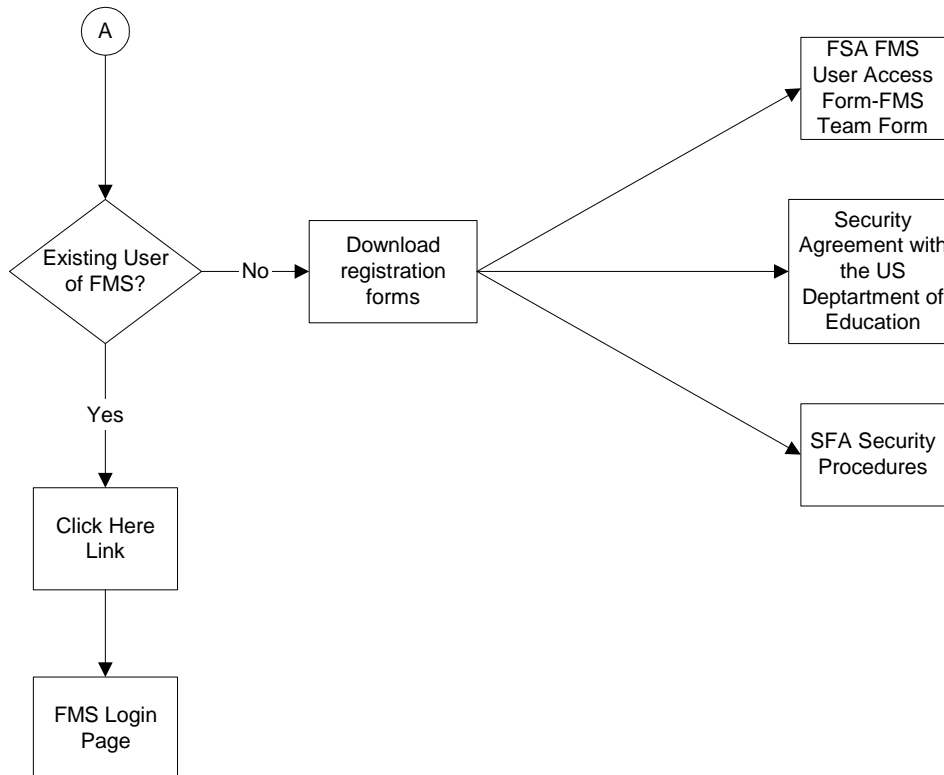 A
FSA FMS
User Access
Form-FMS
Team Form
Existing User
of FMS?
No
Download
registration
forms
Security
Agreement with
the US
Deptartment of
Education
Yes
SFA Security
Procedures
Click Here
Link
FMS Login
Page